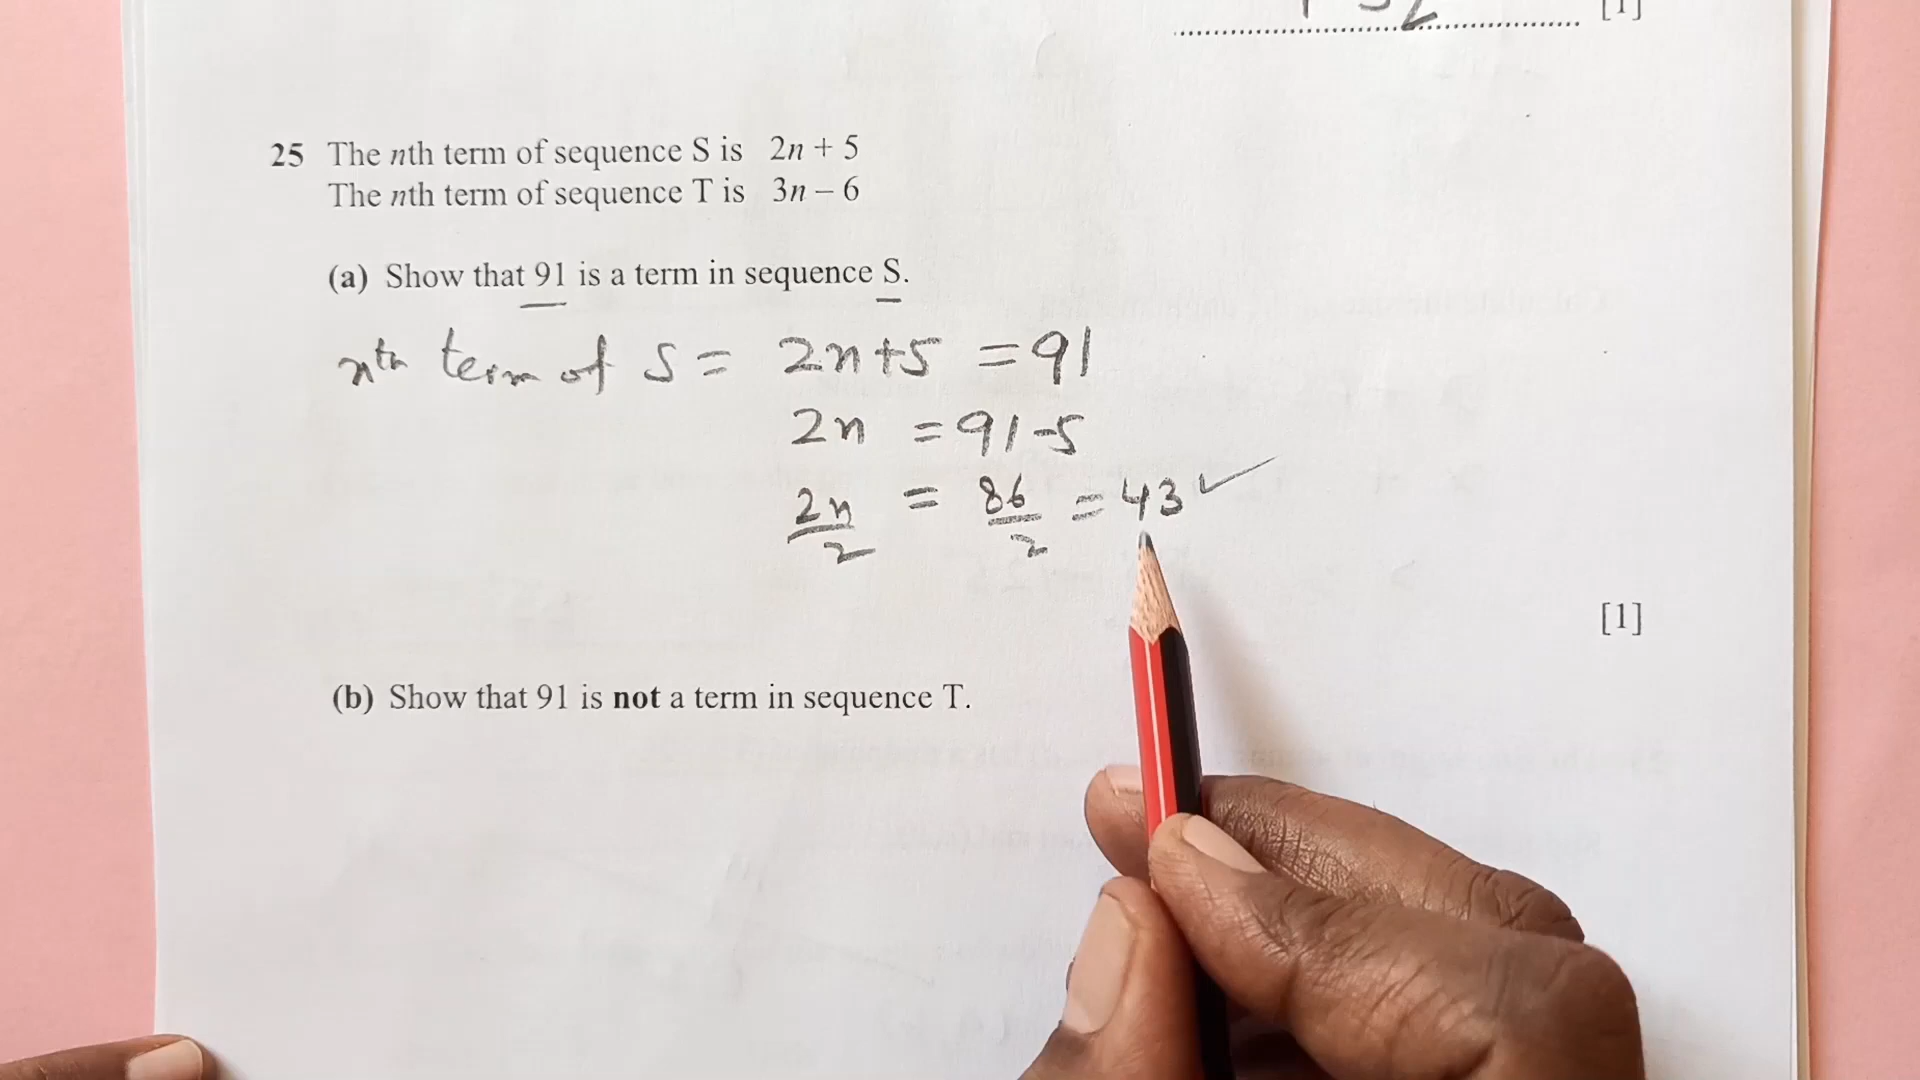 [1]
25 The nth term of sequence S is 2n + 5
The nth term of sequence T is 3n – 6
(a) Show that 91 is a term in sequence S.
nth term of S = 2n+5 = 91
2n = 91-5
2n/2 = 86/2 = 43 ✓
[1]
(b) Show that 91 is not a term in sequence T.